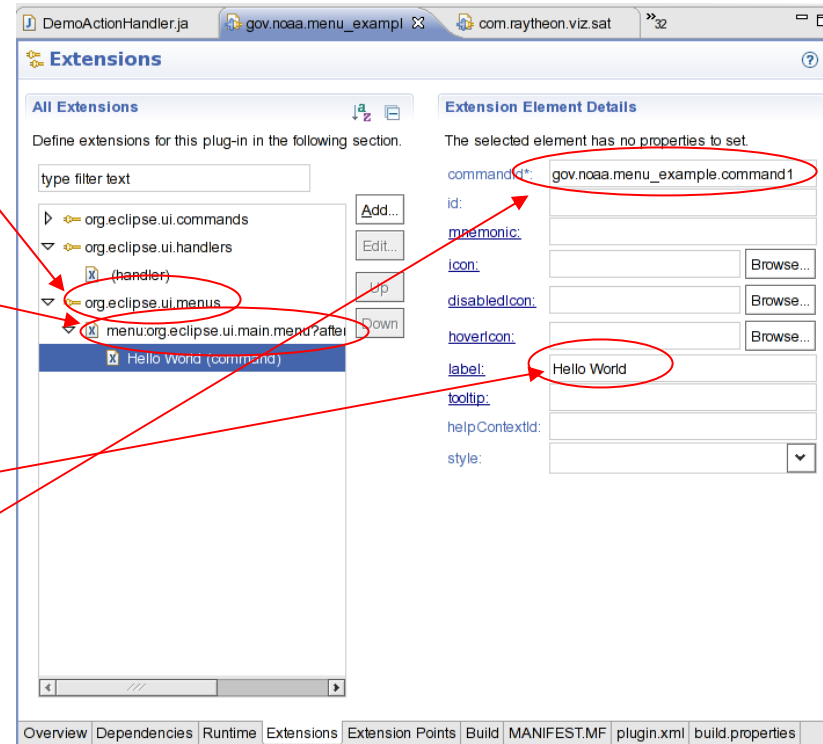 DemoActionHandler.ja
gov.noaa.menu_exampl
com.raytheon.viz.sat
»32
Extensions
All Extensions
Define extensions for this plug-in in the following section.
type filter text
org.eclipse.ui.commands
org.eclipse.ui.handlers
(handler)
org.eclipse.ui.menus
menu:org.eclipse.ui.main.menu?after
Hello World (command)
Add...
Edit...
Up
Down
Extension Element Details
The selected element has no properties to set.
commandId*: gov.noaa.menu_example.command1
id:
mnemonic:
icon: Browse...
disabledIcon: Browse...
hoverIcon: Browse...
label: Hello World
tooltip:
helpContextId:
style:
Overview Dependencies Runtime Extensions Extension Points Build MANIFEST.MF plugin.xml build.properties